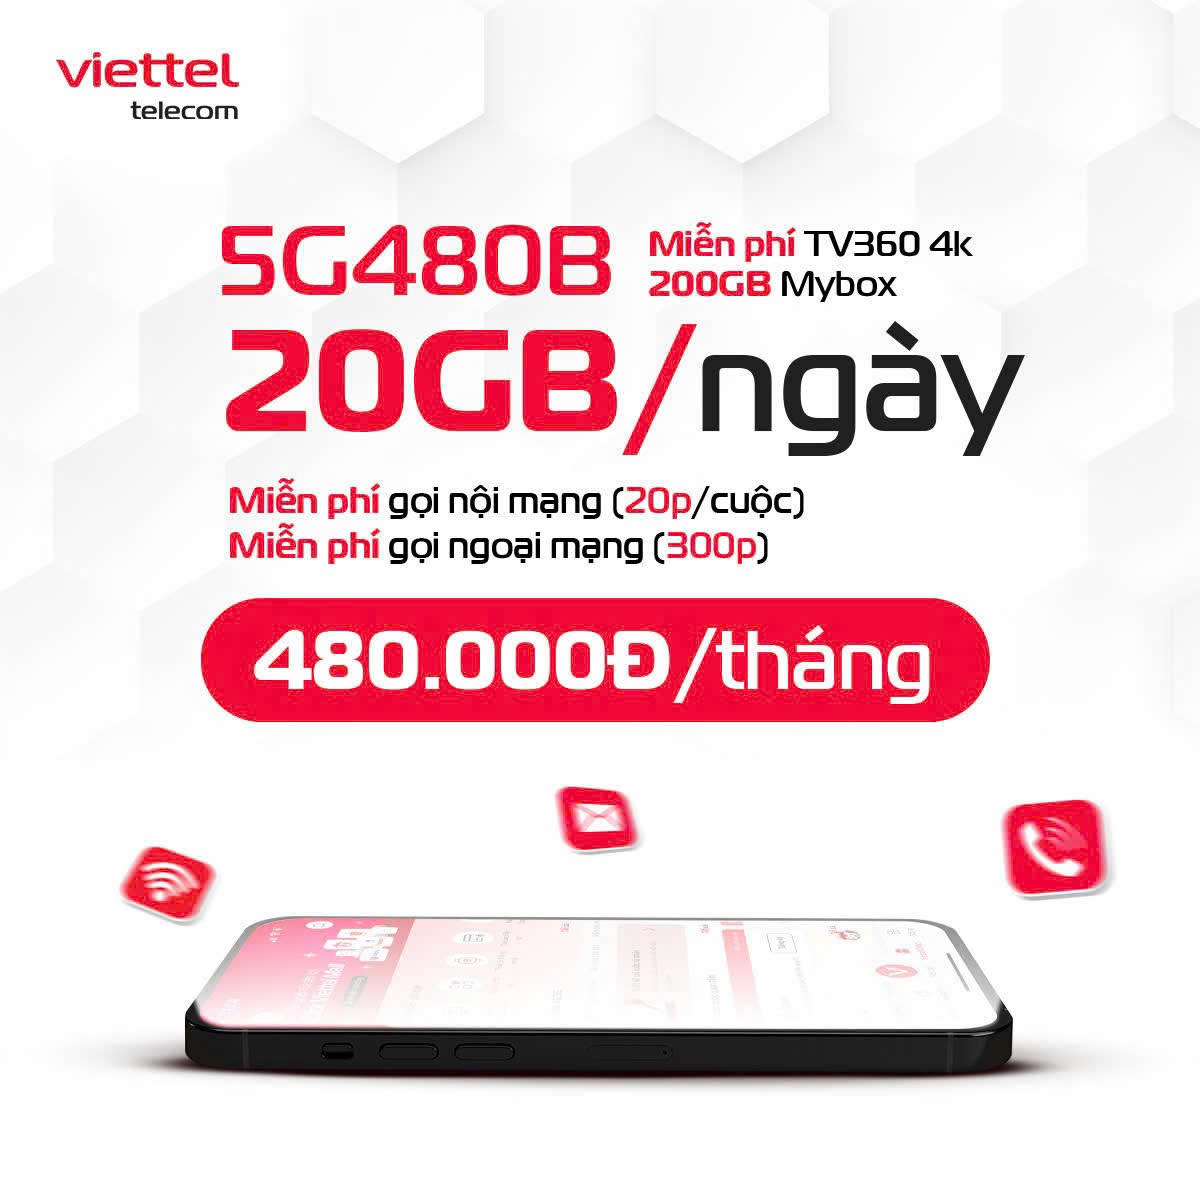 viettel
telecom
5G480B
Miễn phí TV360 4k
200GB Mybox
20GB/ngày
Miễn phí gọi nội mạng (20p/cuộc)
Miễn phí gọi ngoại mạng (300p)
480.000Đ/tháng